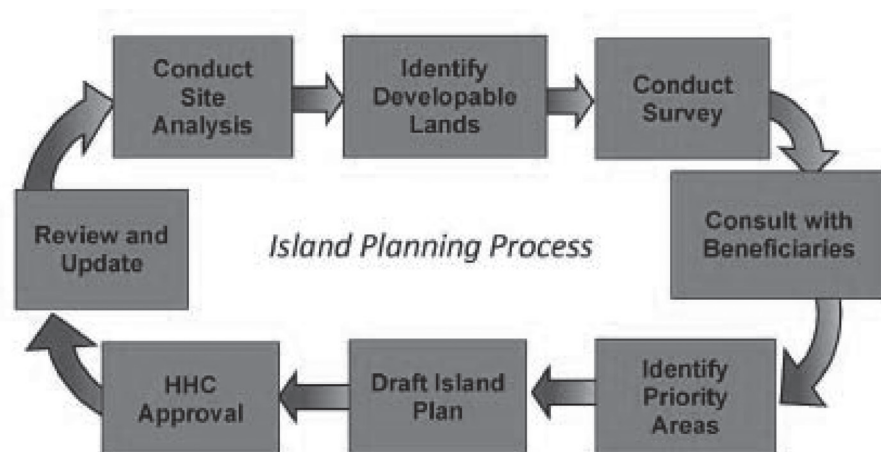 Conduct
Site
Analysis
Identify
Developable
Lands
Conduct
Survey
Consult with
Beneficiaries
Island Planning Process
Review and
Update
HHC
Approval
Draft Island
Plan
Identify
Priority
Areas